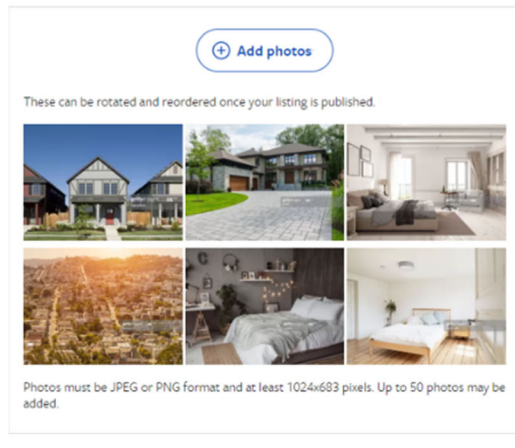 Add photos
These can be rotated and reordered once your listing is published.
Photos must be JPEG or PNG format and at least 1024x683 pixels. Up to 50 photos may be
added.